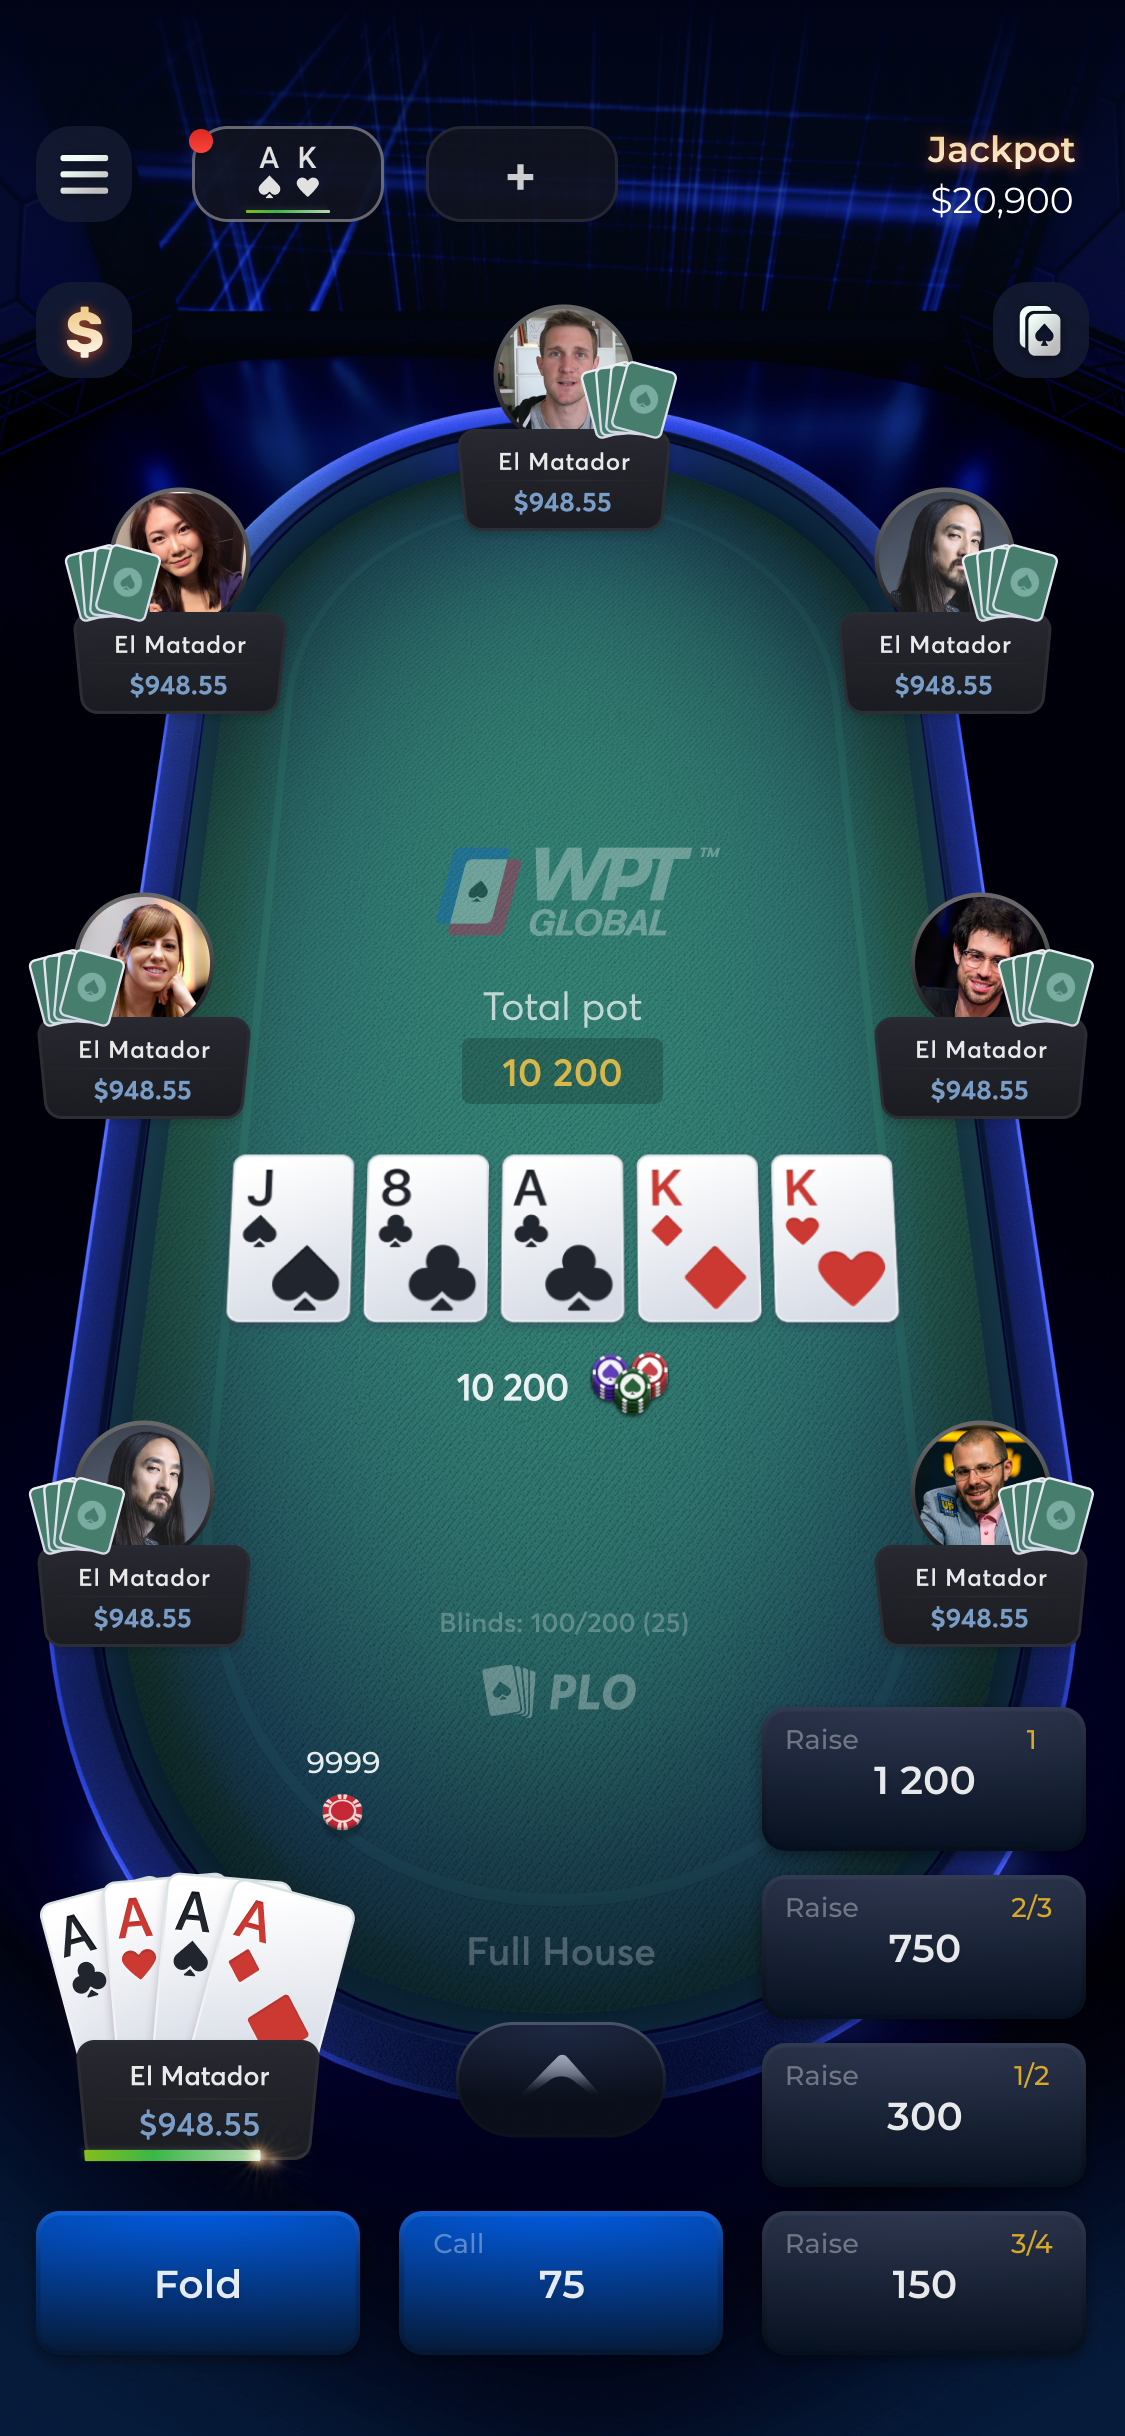 A K
+
Jackpot
$20,900
$
El Matador
$948.55
El Matador
$948.55
El Matador
$948.55
WPT ™
GLOBAL
Total pot
10 200
El Matador
$948.55
El Matador
$948.55
J 8 A K K
10 200
El Matador
$948.55
El Matador
$948.55
Blinds: 100/200 (25)
PLO
Raise 1
1 200
9999
Raise 2/3
750
A A A A
Full House
Raise 1/2
300
El Matador
$948.55
Fold
Call
75
Raise 3/4
150